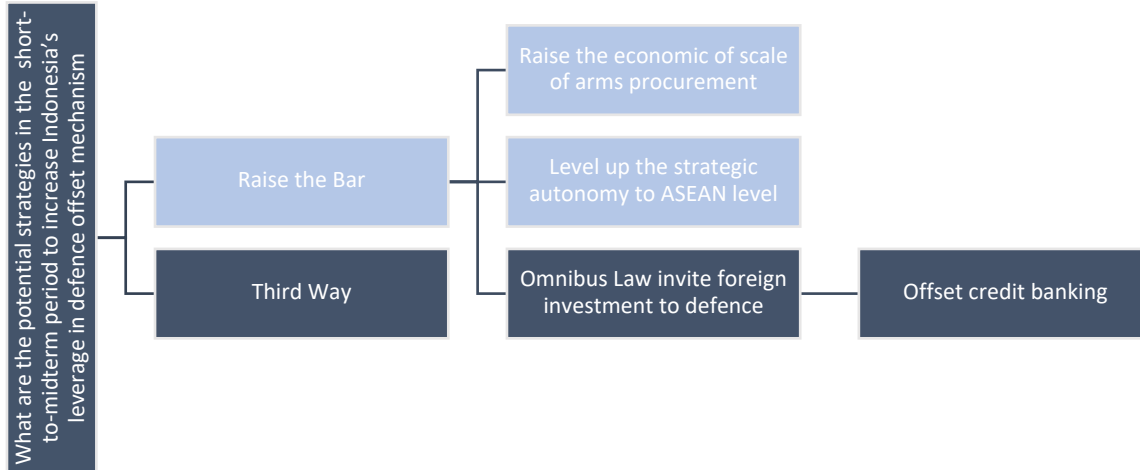 What are the potential strategies in the short-
to-midterm period to increase Indonesia's
leverage in defence offset mechanism
Raise the Bar
Third Way
Raise the economic of scale
of arms procurement
Level up the strategic
autonomy to ASEAN level
Omnibus Law invite foreign
investment to defence
Offset credit banking